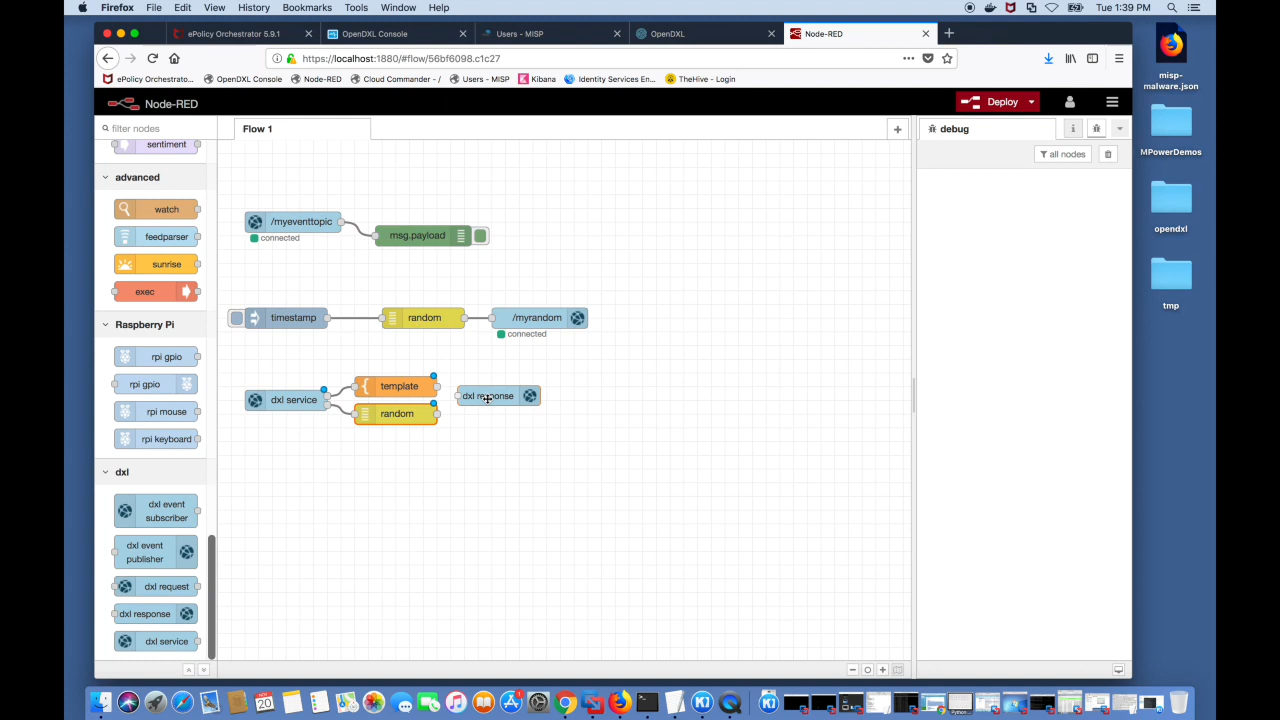 Firefox File Edit View History Bookmarks Tools Window Help
Tue 1:39 PM
ePolicy Orchestrator 5.9.1
OpenDXL Console
Users - MISP
OpenDXL
Node-RED
https://localhost:1880/#flow/56bf6098.c1c27
ePolicy Orchestrato...
OpenDXL Console
Node-RED
Cloud Commander - /
Users - MISP
Kibana
Identity Services En...
TheHive - Login
Node-RED
Deploy
filter nodes
Flow 1
debug
all nodes
sentiment
advanced
watch
feedparser
sunrise
exec
Raspberry Pi
rpi gpio
rpi gpio
rpi mouse
rpi keyboard
dxl
dxl event
subscriber
dxl event
publisher
dxl request
dxl response
dxl service
/myeventtopic
connected
msg.payload
timestamp
random
/myrandom
connected
dxl service
template
random
dxl response
misp-
malware.json
MPowerDemos
opendxl
tmp
NOV
20